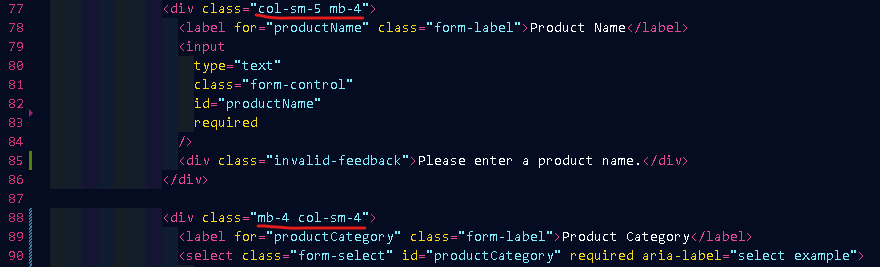 77 <div class="col-sm-5 mb-4">
78 <label for="productName" class="form-label">Product Name</label>
79 <input
80 type="text"
81 class="form-control"
82 id="productName"
83 required
84 />
85 <div class="invalid-feedback">Please enter a product name.</div>
86 </div>
87
88 <div class="mb-4 col-sm-4">
89 <label for="productCategory" class="form-label">Product Category</label>
90 <select class="form-select" id="productCategory" required aria-label="select example">